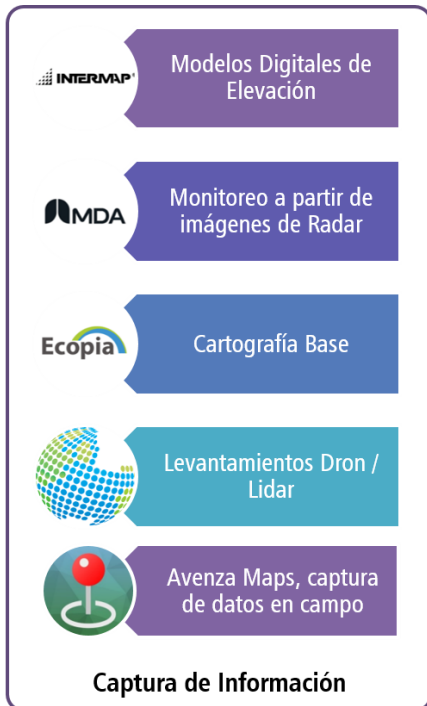 INTERMAP
Modelos Digitales de
Elevación
MDA
Monitoreo a partir de
imágenes de Radar
Ecopia
Cartografía Base
Levantamientos Dron /
Lidar
Avenza Maps, captura
de datos en campo
Captura de Información